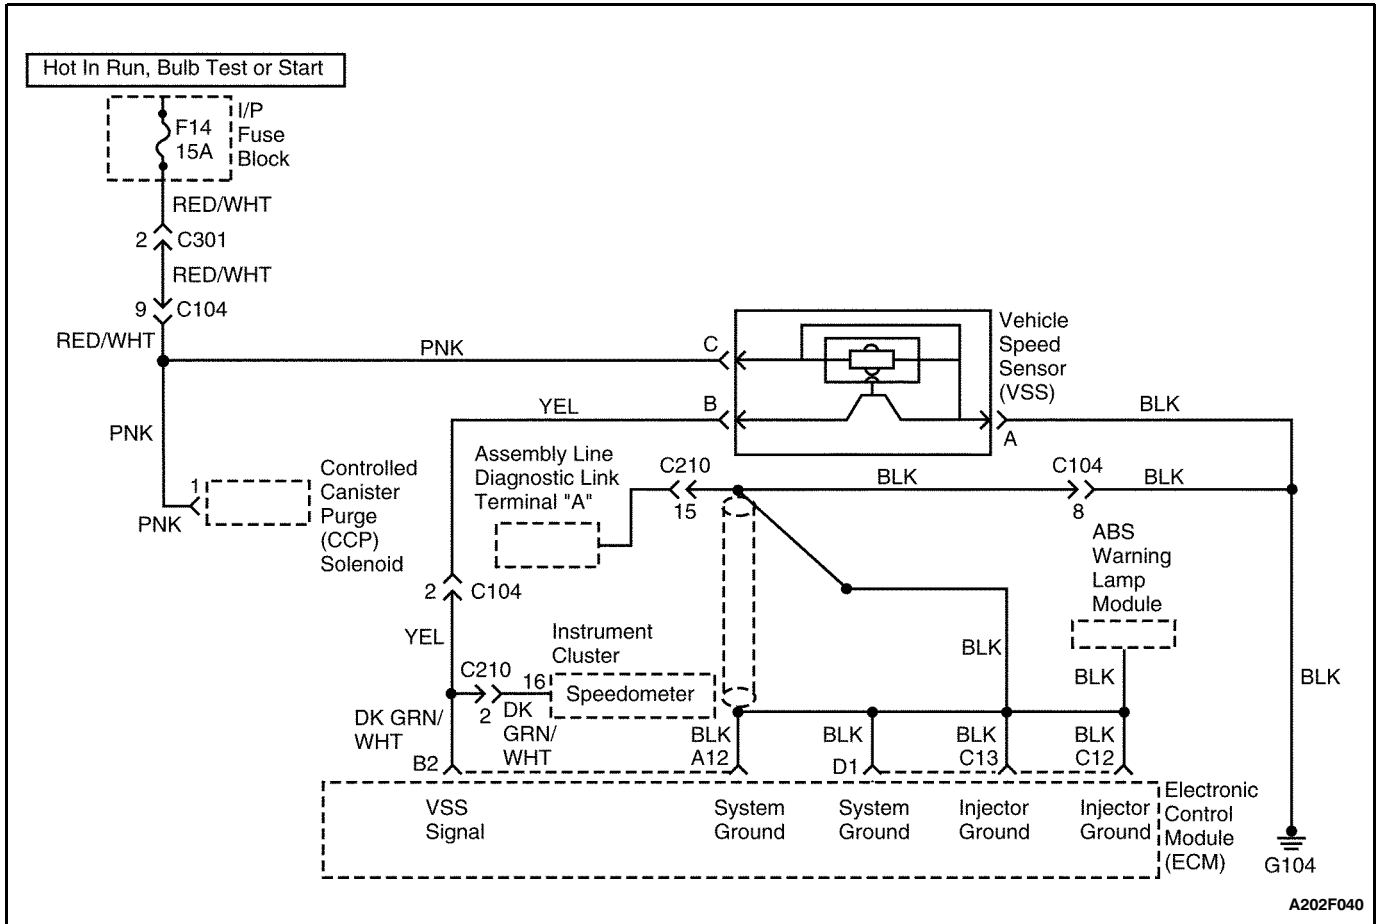 Hot In Run, Bulb Test or Start
I/P
Fuse
Block
F14
15A
RED/WHT
2
C301
RED/WHT
9
C104
RED/WHT
PNK
PNK
1
PNK
Controlled
Canister
Purge
(CCP)
Solenoid
C
B
A
Vehicle
Speed
Sensor
(VSS)
YEL
BLK
Assembly Line
Diagnostic Link
Terminal "A"
C210
15
BLK
C104
8
BLK
2
C104
YEL
ABS
Warning
Lamp
Module
BLK
BLK
BLK
Instrument
Cluster
C210
2
16
Speedometer
DK GRN/
WHT
DK
GRN/
WHT
B2
BLK
A12
BLK
D1
BLK
C13
BLK
C12
VSS
Signal
System
Ground
System
Ground
Injector
Ground
Injector
Ground
Electronic
Control
Module
(ECM)
G104
A202F040